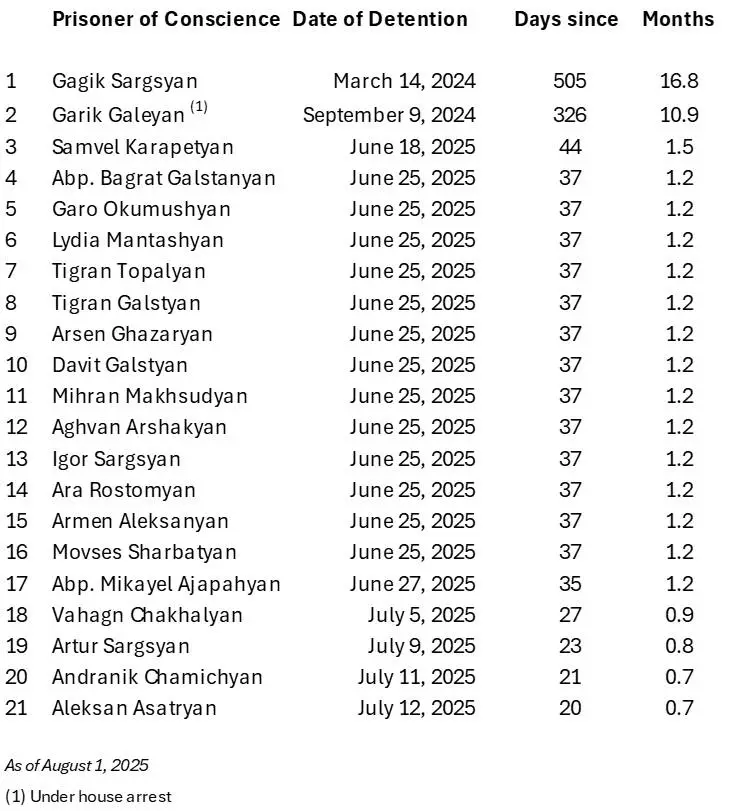 Prisoner of Conscience Date of Detention Days since Months
1 Gagik Sargsyan March 14, 2024 505 16.8
2 Garik Galeyan (1) September 9, 2024 326 10.9
3 Samvel Karapetyan June 18, 2025 44 1.5
4 Abp. Bagrat Galstanyan June 25, 2025 37 1.2
5 Garo Okumushyan June 25, 2025 37 1.2
6 Lydia Mantashyan June 25, 2025 37 1.2
7 Tigran Topalyan June 25, 2025 37 1.2
8 Tigran Galstyan June 25, 2025 37 1.2
9 Arsen Ghazaryan June 25, 2025 37 1.2
10 Davit Galstyan June 25, 2025 37 1.2
11 Mihran Makhsudyan June 25, 2025 37 1.2
12 Aghvan Arshakyan June 25, 2025 37 1.2
13 Igor Sargsyan June 25, 2025 37 1.2
14 Ara Rostomyan June 25, 2025 37 1.2
15 Armen Aleksanyan June 25, 2025 37 1.2
16 Movses Sharbatyan June 25, 2025 37 1.2
17 Abp. Mikayel Ajapahyan June 27, 2025 35 1.2
18 Vahagn Chakhalyan July 5, 2025 27 0.9
19 Artur Sargsyan July 9, 2025 23 0.8
20 Andranik Chamichyan July 11, 2025 21 0.7
21 Aleksan Asatryan July 12, 2025 20 0.7
As of August 1, 2025
(1) Under house arrest